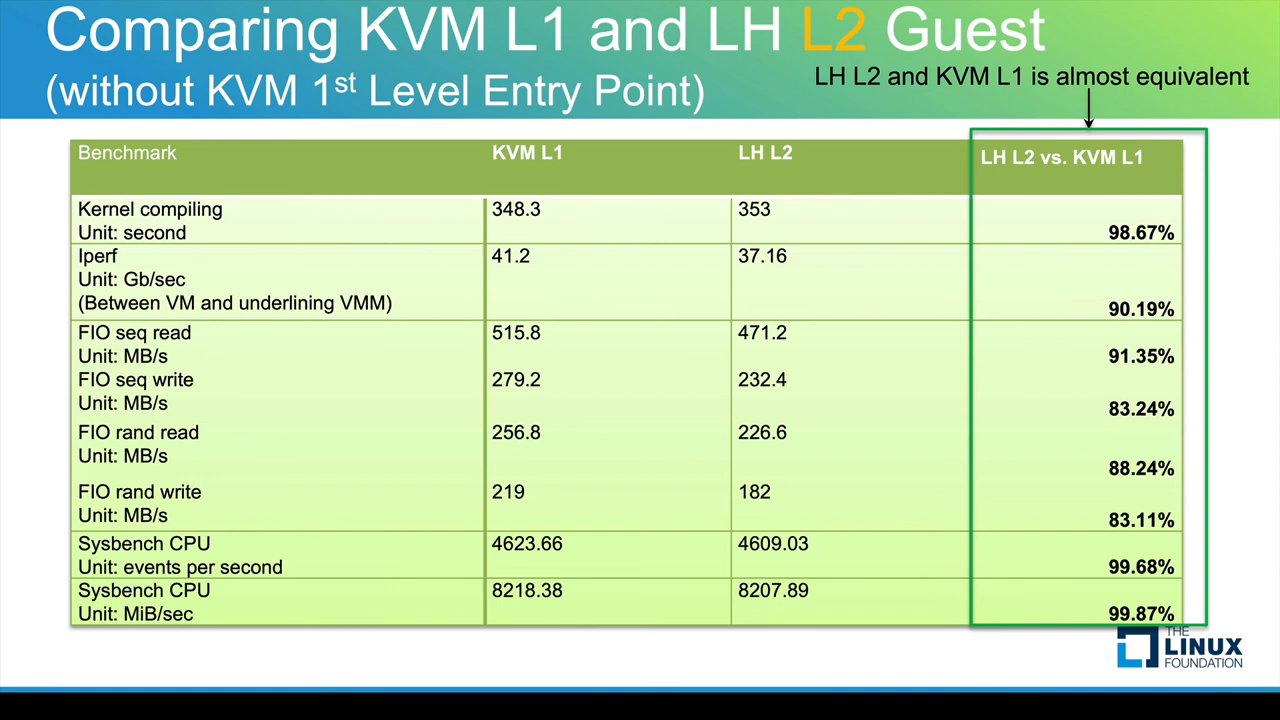 Comparing KVM L1 and LH L2 Guest
(without KVM 1st Level Entry Point)
LH L2 and KVM L1 is almost equivalent
Benchmark KVM L1 LH L2 LH L2 vs. KVM L1
Kernel compiling 348.3 353
Unit: second 98.67%
Iperf 41.2 37.16
Unit: Gb/sec
(Between VM and underlining VMM) 90.19%
FIO seq read 515.8 471.2
Unit: MB/s 91.35%
FIO seq write 279.2 232.4
Unit: MB/s 83.24%
FIO rand read 256.8 226.6
Unit: MB/s 88.24%
FIO rand write 219 182
Unit: MB/s 83.11%
Sysbench CPU 4623.66 4609.03
Unit: events per second 99.68%
Sysbench CPU 8218.38 8207.89
Unit: MiB/sec 99.87%
THE
LINUX
FOUNDATION